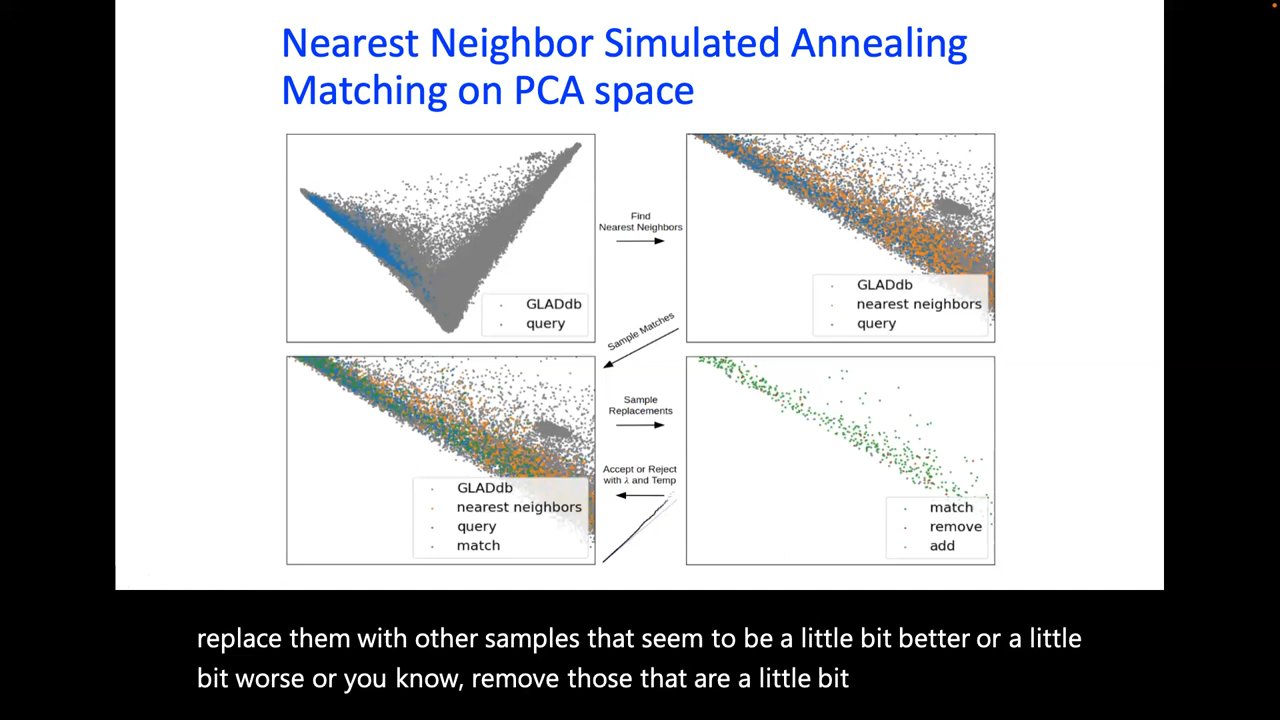 Nearest Neighbor Simulated Annealing
Matching on PCA space
GLADdb
query
Find
Nearest Neighbors
GLADdb
nearest neighbors
query
Sample Matches
GLADdb
nearest neighbors
query
match
Sample
Replacements
Accept or Reject
with λ and Temp
match
remove
add
replace them with other samples that seem to be a little bit better or a little
bit worse or you know, remove those that are a little bit